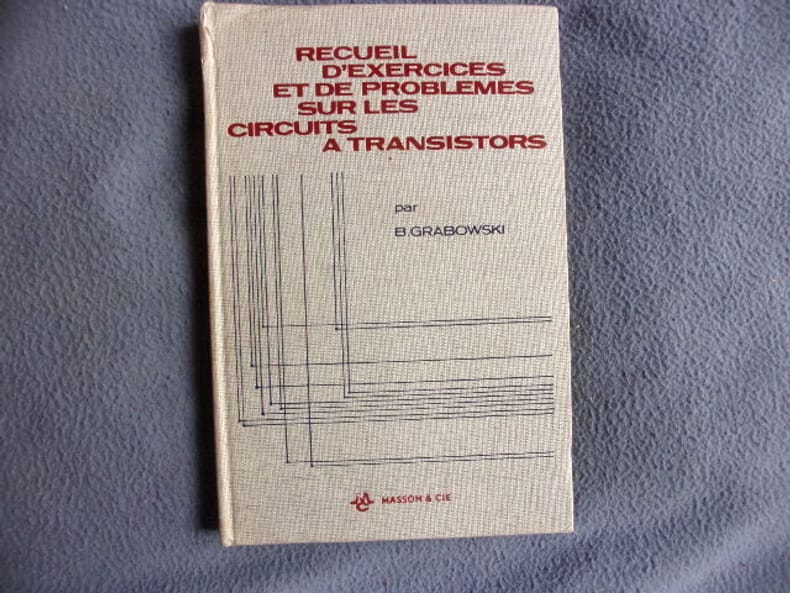 RECUEIL
D'EXERCICES
ET DE PROBLEMES
SUR LES
CIRCUITS
A TRANSISTORS
par
B.GRABOWSKI
MASSON & CIE